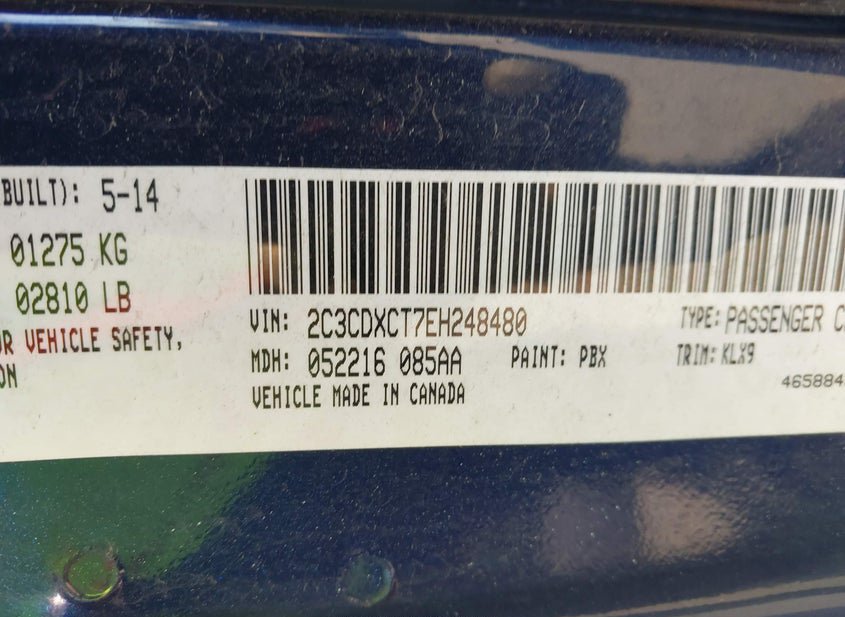 BUILT): 5-14
01275 KG
02810 LB
VEHICLE SAFETY,
ON
VIN: 2C3CDXCT7EH248480
MDH: 052216 085AA PAINT: PBX
VEHICLE MADE IN CANADA
TYPE: PASSENGER
TRIM: KLX9
465884